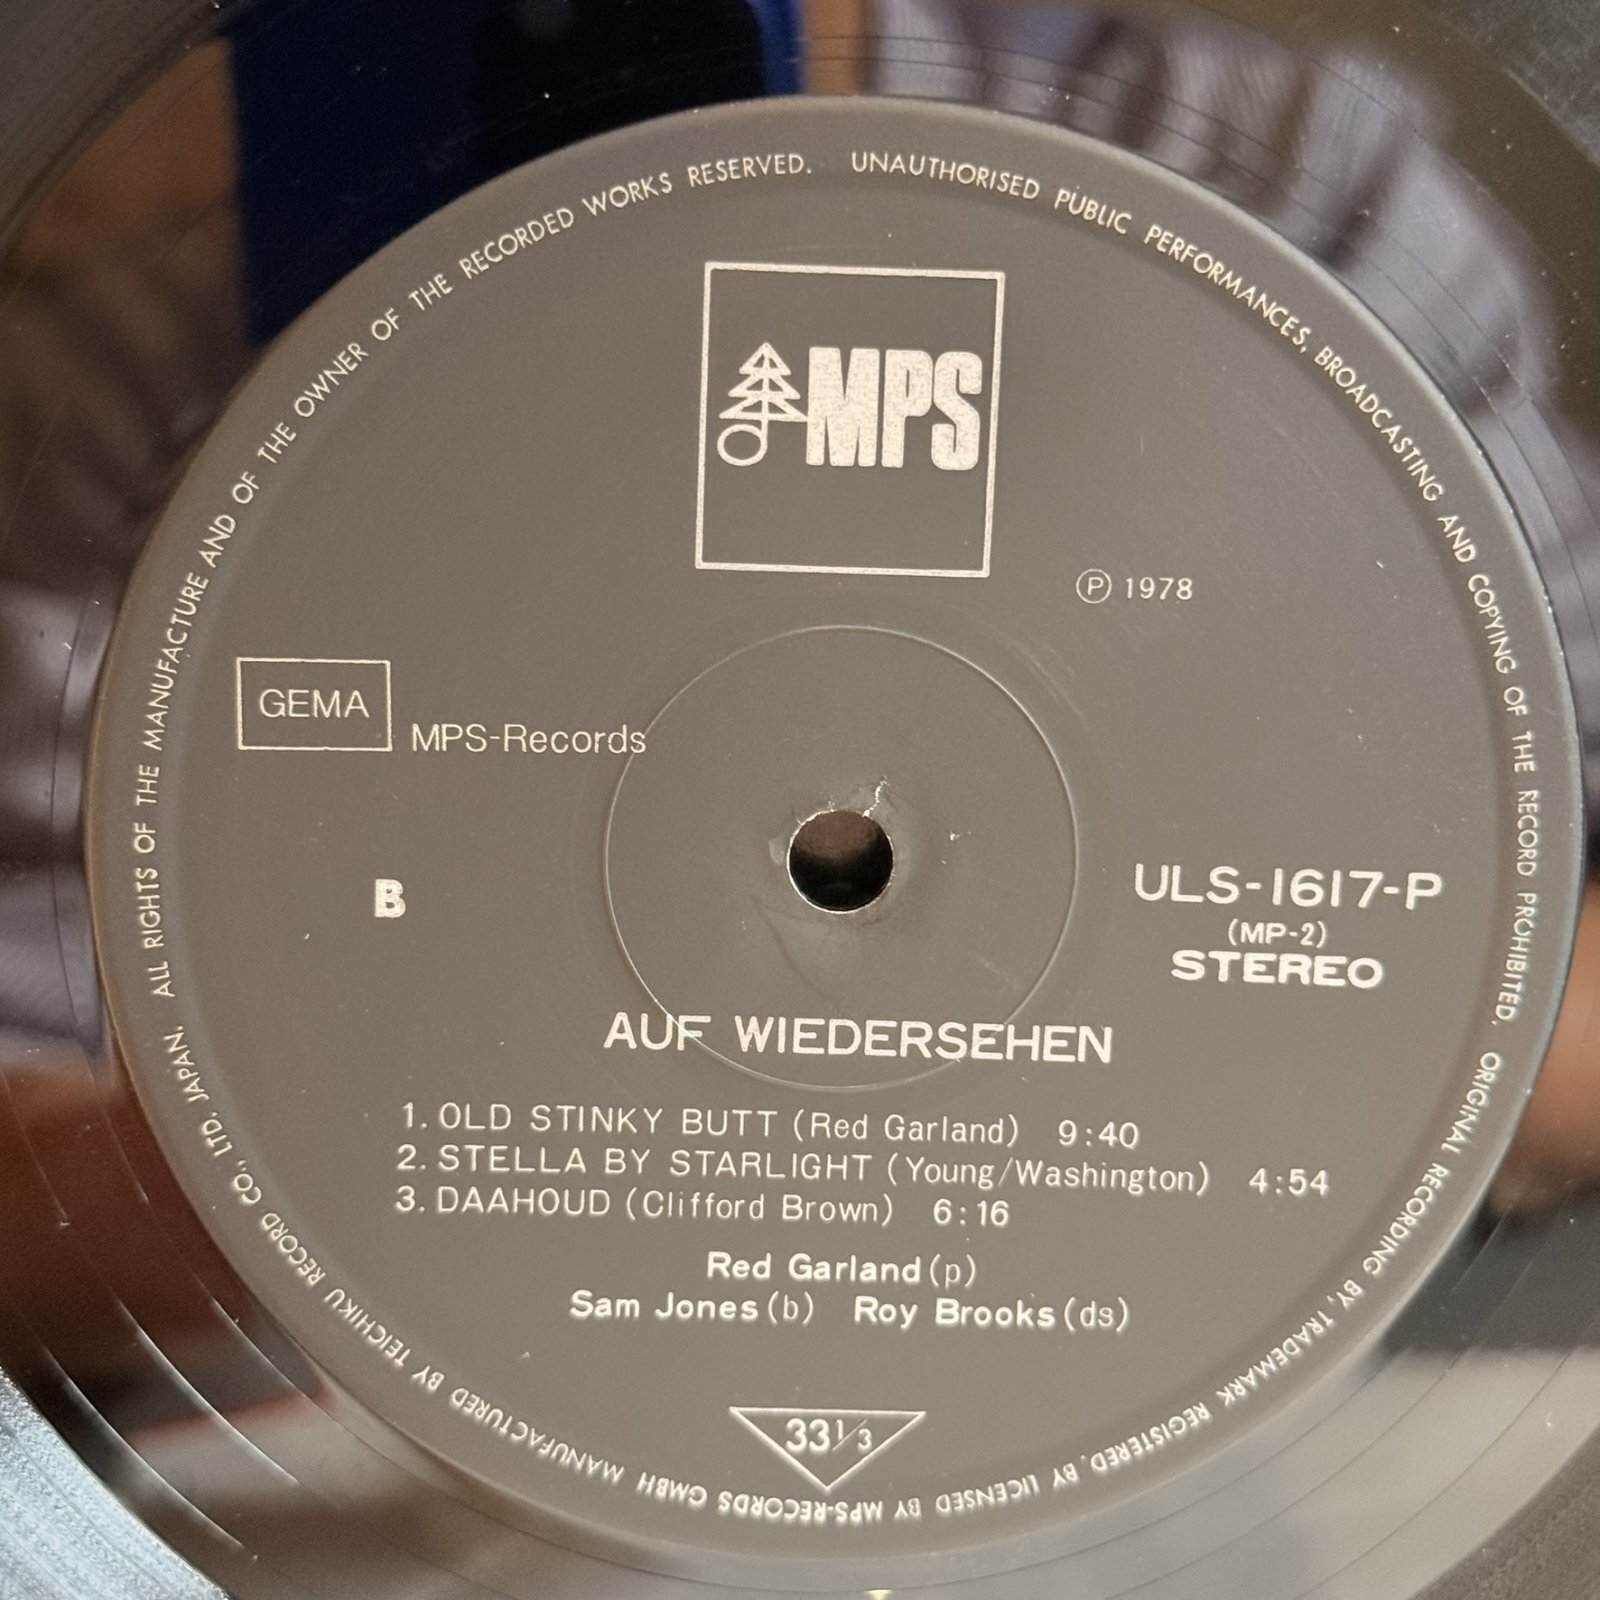 ALL RIGHTS OF THE MANUFACTURE AND OF THE OWNER OF THE RECORDED WORKS RESERVED. UNAUTHORISED PUBLIC PERFORMANCES, BROADCASTING AND COPYING OF THE RECORD PROHIBITED. ORIGINAL RECORDING BY, TRADEMARK REGISTERED, BY LICENSED BY MPS-RECORDS GMBH MANUFACTURED BY TEICHIKU RECORD CO., LTD. JAPAN.
MPS
Ⓟ 1978
GEMA
MPS-Records
B
ULS-1617-P
(MP-2)
STEREO
AUF WIEDERSEHEN
1. OLD STINKY BUTT (Red Garland) 9:40
2. STELLA BY STARLIGHT (Young/Washington) 4:54
3. DAAHOUD (Clifford Brown) 6:16
Red Garland (p)
Sam Jones (b) Roy Brooks (ds)
33 1/3